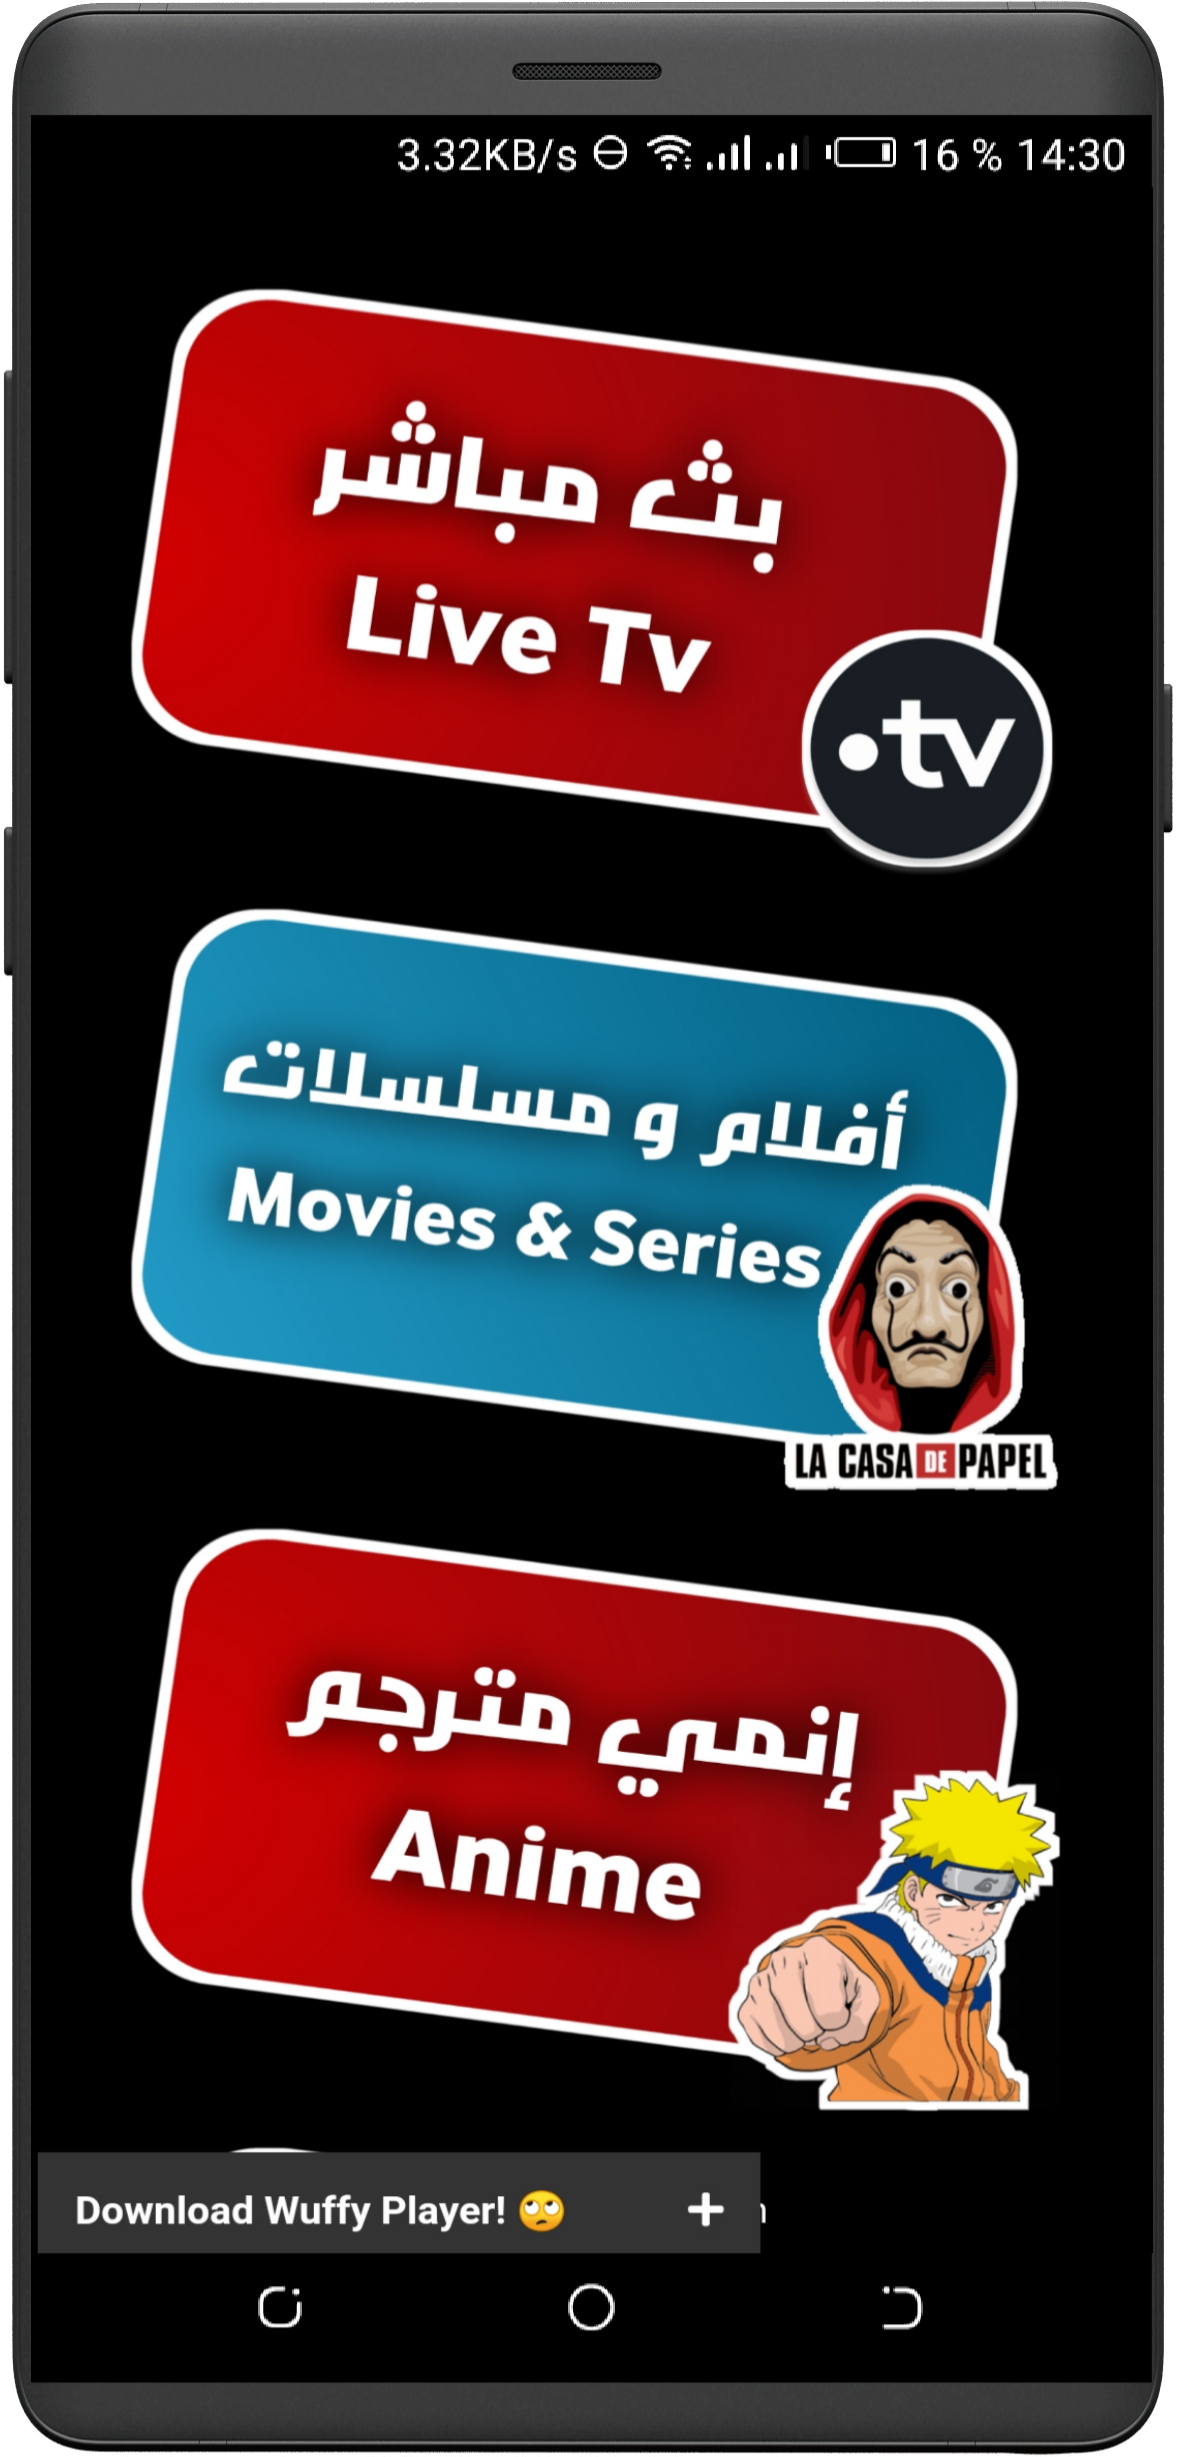 3.32KB/s 16 % 14:30
بث مباشر
Live Tv
.tv
أفلام و مسلسلات
Movies & Series
LA CASA DE PAPEL
إنمي مترجم
Anime
Download Wuffy Player! 🙄 +